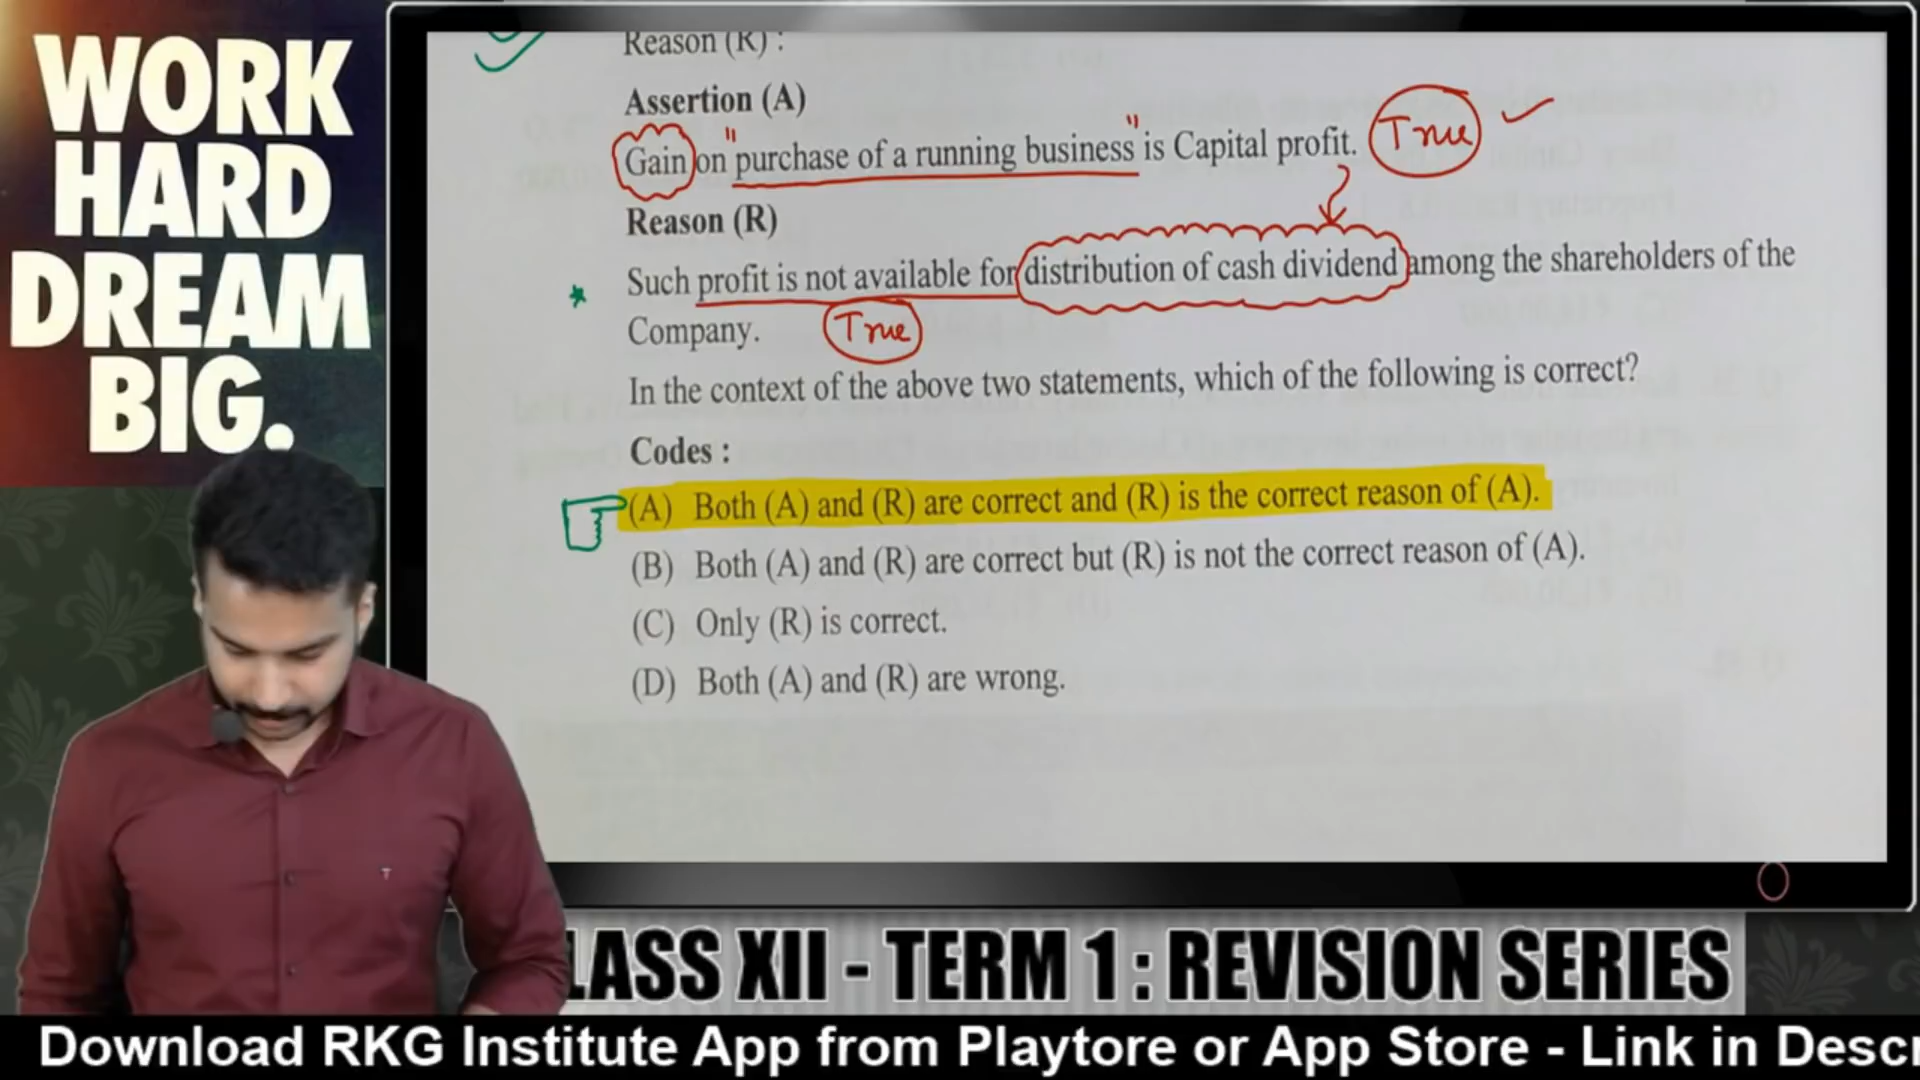 WORK
HARD
DREAM
BIG.
Reason (R) :
Assertion (A)
Gain on "purchase of a running business" is Capital profit. True
Reason (R)
Such profit is not available for distribution of cash dividend among the shareholders of the
Company. True
In the context of the above two statements, which of the following is correct?
Codes :
(A) Both (A) and (R) are correct and (R) is the correct reason of (A).
(B) Both (A) and (R) are correct but (R) is not the correct reason of (A).
(C) Only (R) is correct.
(D) Both (A) and (R) are wrong.
LASS XII - TERM 1 : REVISION SERIES
Download RKG Institute App from Playtore or App Store - Link in Descr